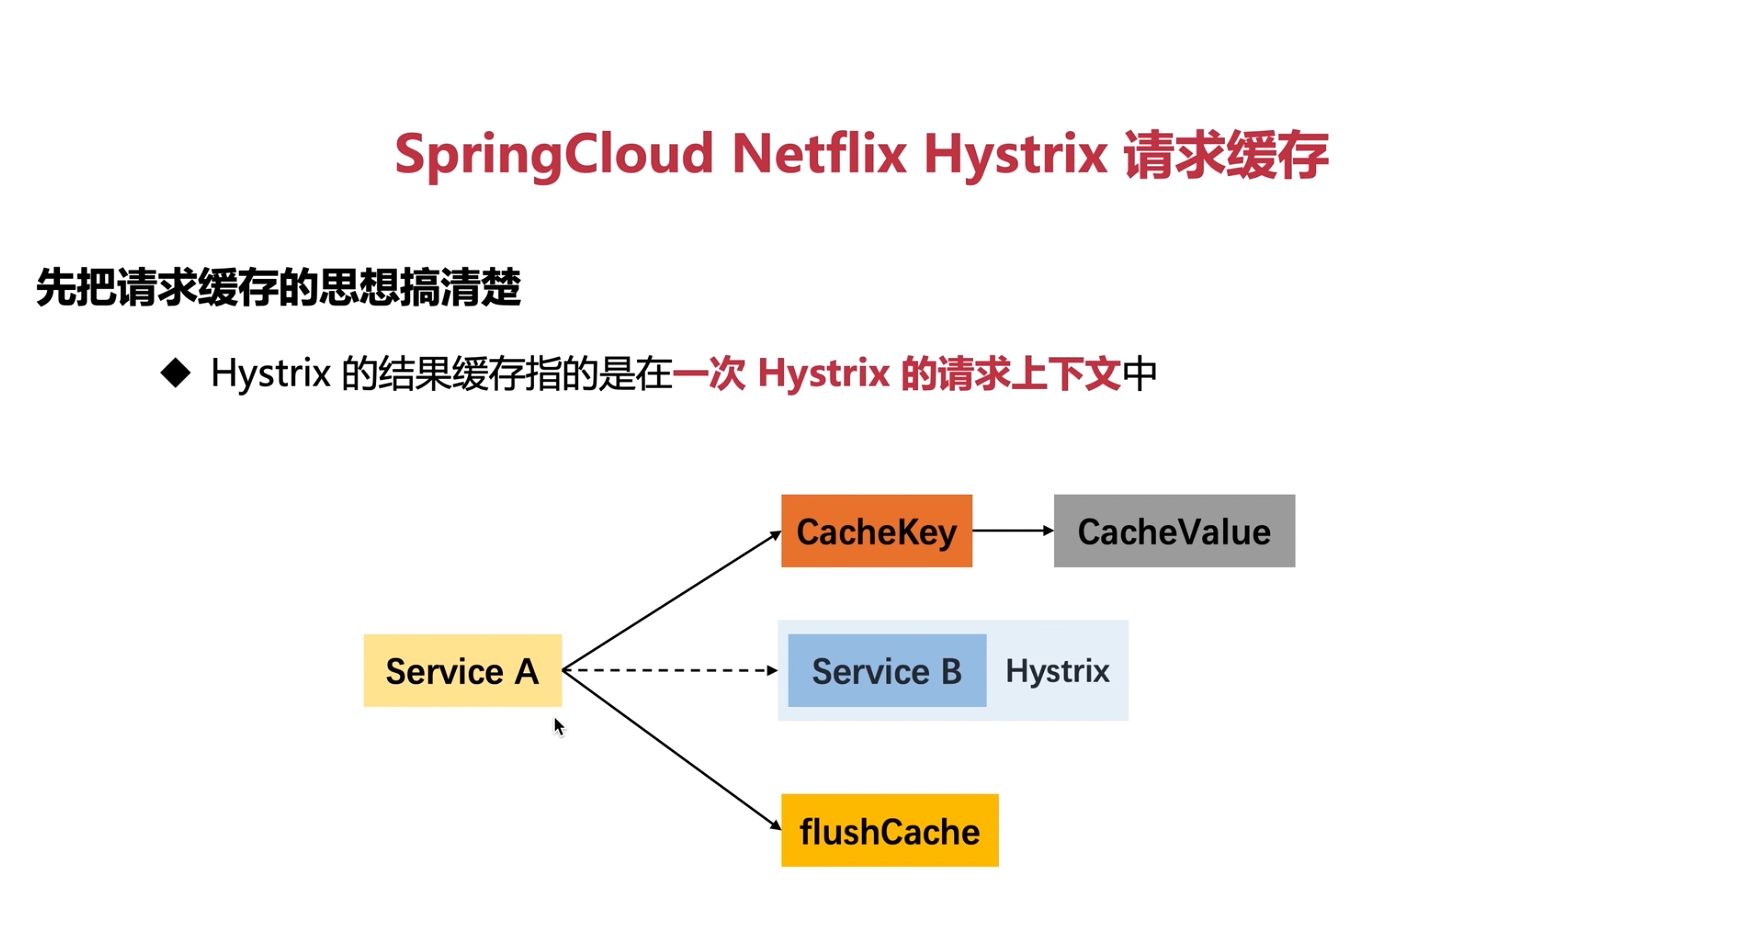 SpringCloud Netflix Hystrix 请求缓存
先把请求缓存的思想搞清楚
◆ Hystrix 的结果缓存指的是在一次 Hystrix 的请求上下文中
CacheKey
CacheValue
Service A
Service B
Hystrix
flushCache